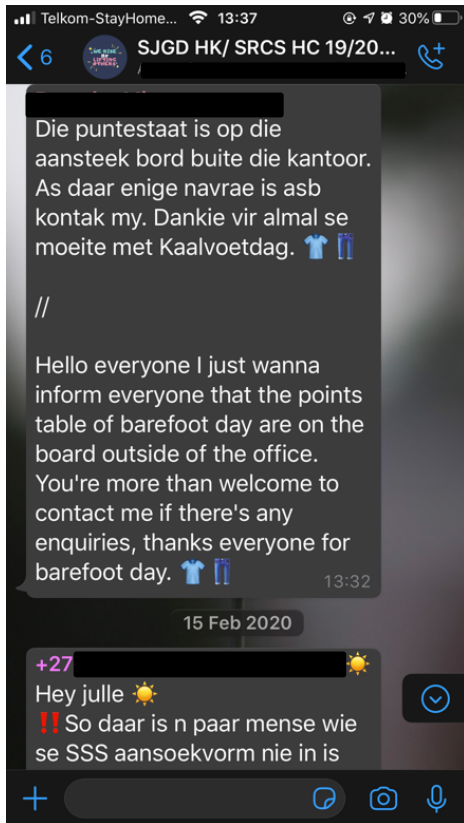 Telkom-StayHome... 13:37 30%
6 SJGD HK/ SRCS HC 19/20...
Die puntestaat is op die
aansteek bord buite die kantoor.
As daar enige navrae is asb
kontak my. Dankie vir almal se
moeite met Kaalvoetdag. 👕👖
//
Hello everyone I just wanna
inform everyone that the points
table of barefoot day are on the
board outside of the office.
You're more than welcome to
contact me if there's any
enquiries, thanks everyone for
barefoot day. 👕👖
13:32
15 Feb 2020
+27 ☀️
Hey julle ☀️
‼️So daar is n paar mense wie
se SSS aansoekvorm nie in is